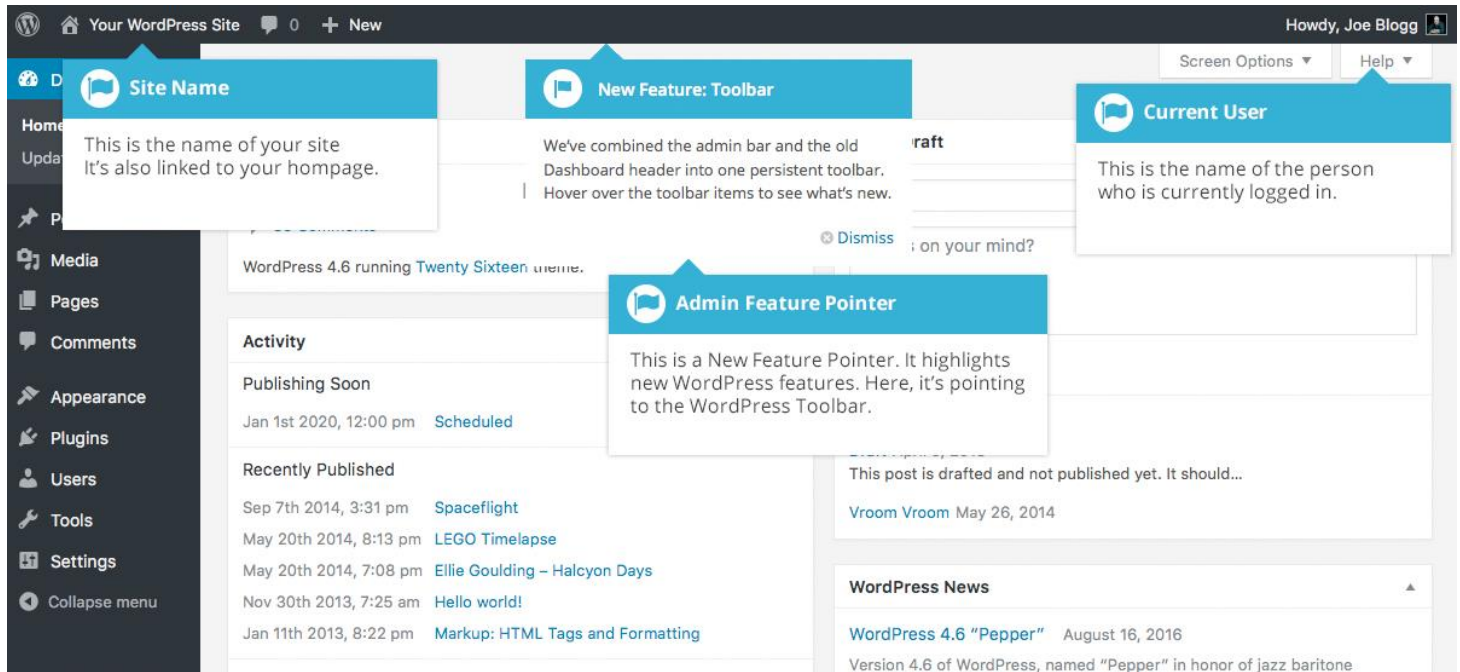 Your WordPress Site 0 + New
Howdy, Joe Blogg
Screen Options ▼ Help ▼
D
Home
Upda
P
Media
Pages
Comments
Appearance
Plugins
Users
Tools
Settings
Collapse menu
Site Name
This is the name of your site
It's also linked to your hompage.
New Feature: Toolbar
We've combined the admin bar and the old
Dashboard header into one persistent toolbar.
Hover over the toolbar items to see what's new.
Dismiss
Current User
This is the name of the person
who is currently logged in.
raft
on your mind?
WordPress 4.6 running Twenty Sixteen theme.
Admin Feature Pointer
This is a New Feature Pointer. It highlights
new WordPress features. Here, it's pointing
to the WordPress Toolbar.
Activity
Publishing Soon
Jan 1st 2020, 12:00 pm Scheduled
Recently Published
Sep 7th 2014, 3:31 pm Spaceflight
May 20th 2014, 8:13 pm LEGO Timelapse
May 20th 2014, 7:08 pm Ellie Goulding – Halcyon Days
Nov 30th 2013, 7:25 am Hello world!
Jan 11th 2013, 8:22 pm Markup: HTML Tags and Formatting
This post is drafted and not published yet. It should…
Vroom Vroom May 26, 2014
WordPress News
WordPress 4.6 “Pepper” August 16, 2016
Version 4.6 of WordPress, named “Pepper” in honor of jazz baritone